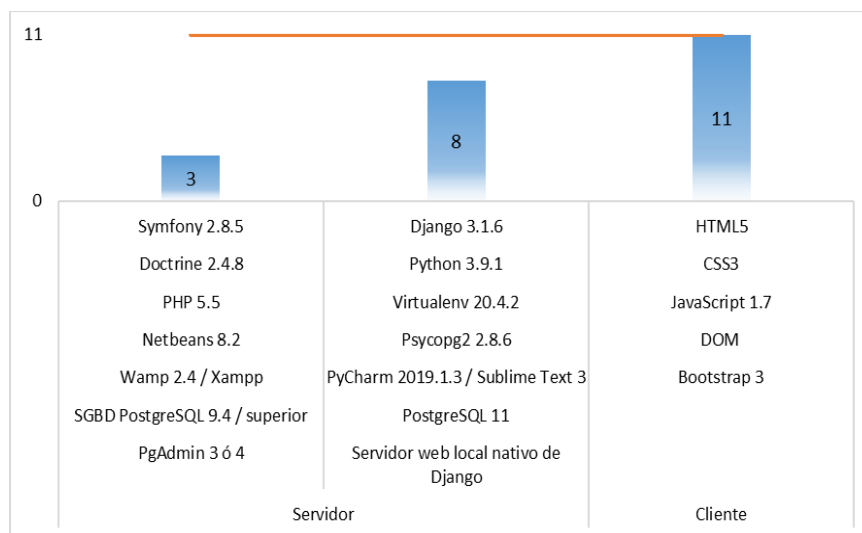 11
11
8
3
0
Symfony 2.8.5
Django 3.1.6
HTML5
Doctrine 2.4.8
Python 3.9.1
CSS3
PHP 5.5
Virtualenv 20.4.2
JavaScript 1.7
Netbeans 8.2
Psycopg2 2.8.6
DOM
Wamp 2.4 / Xampp
PyCharm 2019.1.3 / Sublime Text 3
Bootstrap 3
SGBD PostgreSQL 9.4 / superior
PostgreSQL 11
PgAdmin 3 ó 4
Servidor web local nativo de
Django
Servidor
Cliente